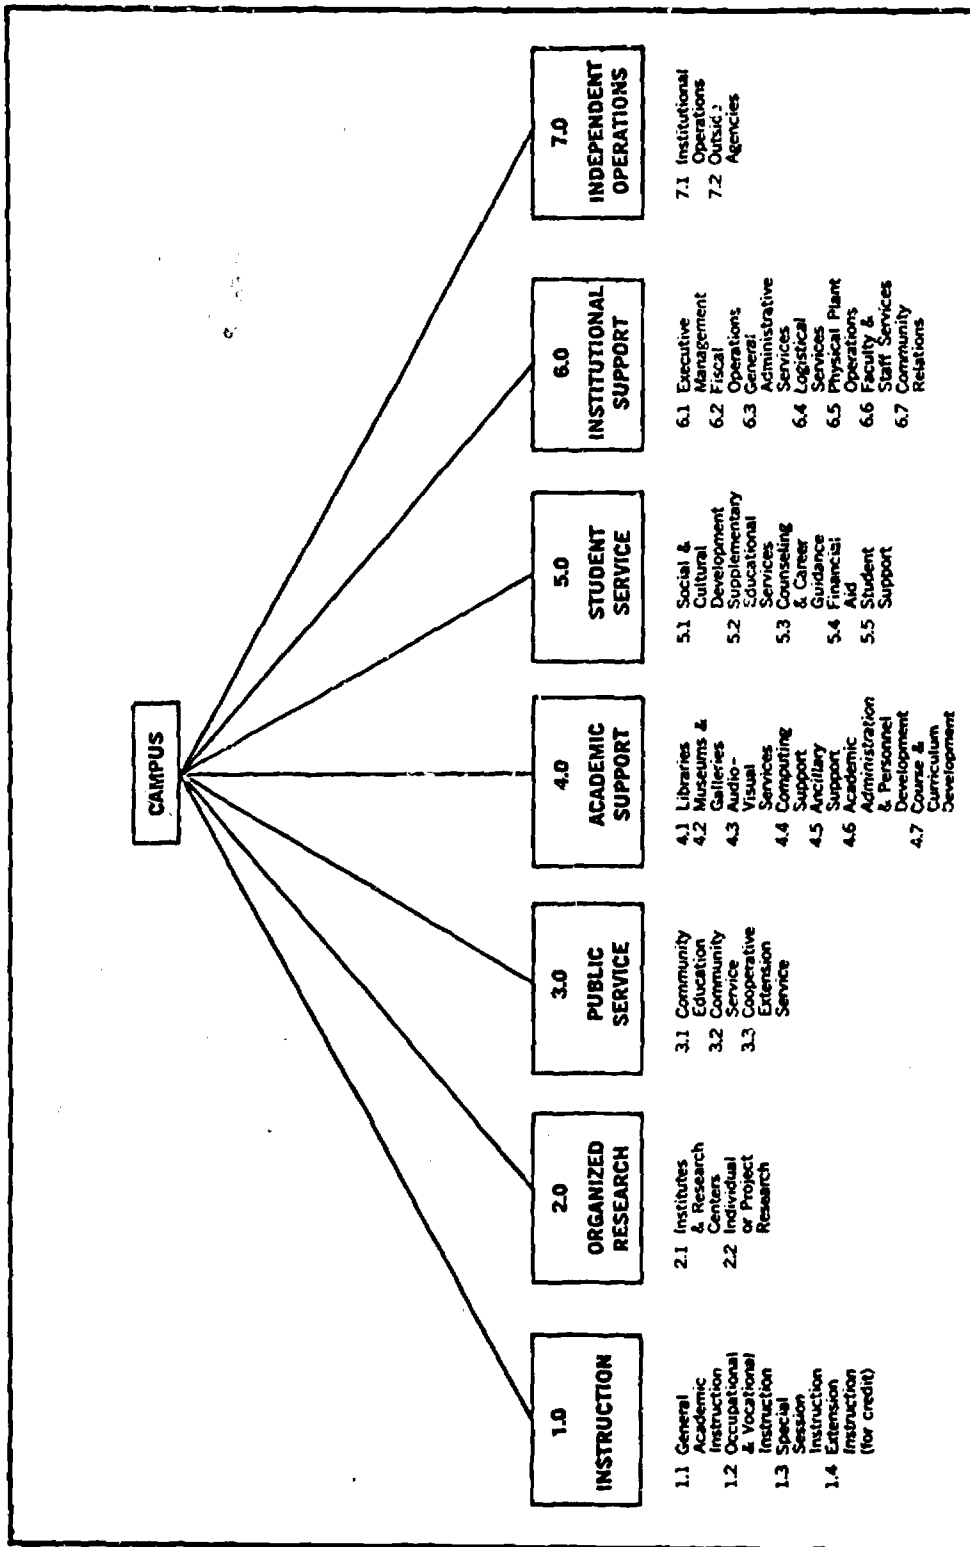 CAMPUS
1.0
INSTRUCTION
2.0
ORGANIZED
RESEARCH
3.0
PUBLIC
SERVICE
4.0
ACADEMIC
SUPPORT
5.0
STUDENT
SERVICE
6.0
INSTITUTIONAL
SUPPORT
7.0
INDEPENDENT
OPERATIONS
1.1 General
Academic
Instruction
1.2 Occupational
& Vocational
Instruction
1.3 Special
Session
Instruction
1.4 Extension
Instruction
(for credit)
2.1 Institutes
& Research
Centers
2.2 Individual
or Project
Research
3.1 Community
Education
3.2 Community
Service
3.3 Cooperative
Extension
Service
4.1 Libraries
4.2 Museums &
Galleries
4.3 Audio-
Visual
Services
4.4 Computing
Support
4.5 Ancillary
Support
4.6 Academic
Administration
& Personnel
Development
4.7 Course &
Curriculum
Development
5.1 Social &
Cultural
Development
5.2 Supplementary
Educational
Services
5.3 Counseling
& Career
Guidance
5.4 Financial
Aid
5.5 Student
Support
6.1 Executive
Management
6.2 Fiscal
Operations
6.3 General
Administrative
Services
6.4 Logistical
Services
6.5 Physical Plant
Operations
6.6 Faculty &
Staff Services
6.7 Community
Relations
7.1 Institutional
Operations
7.2 Outside
Agencies